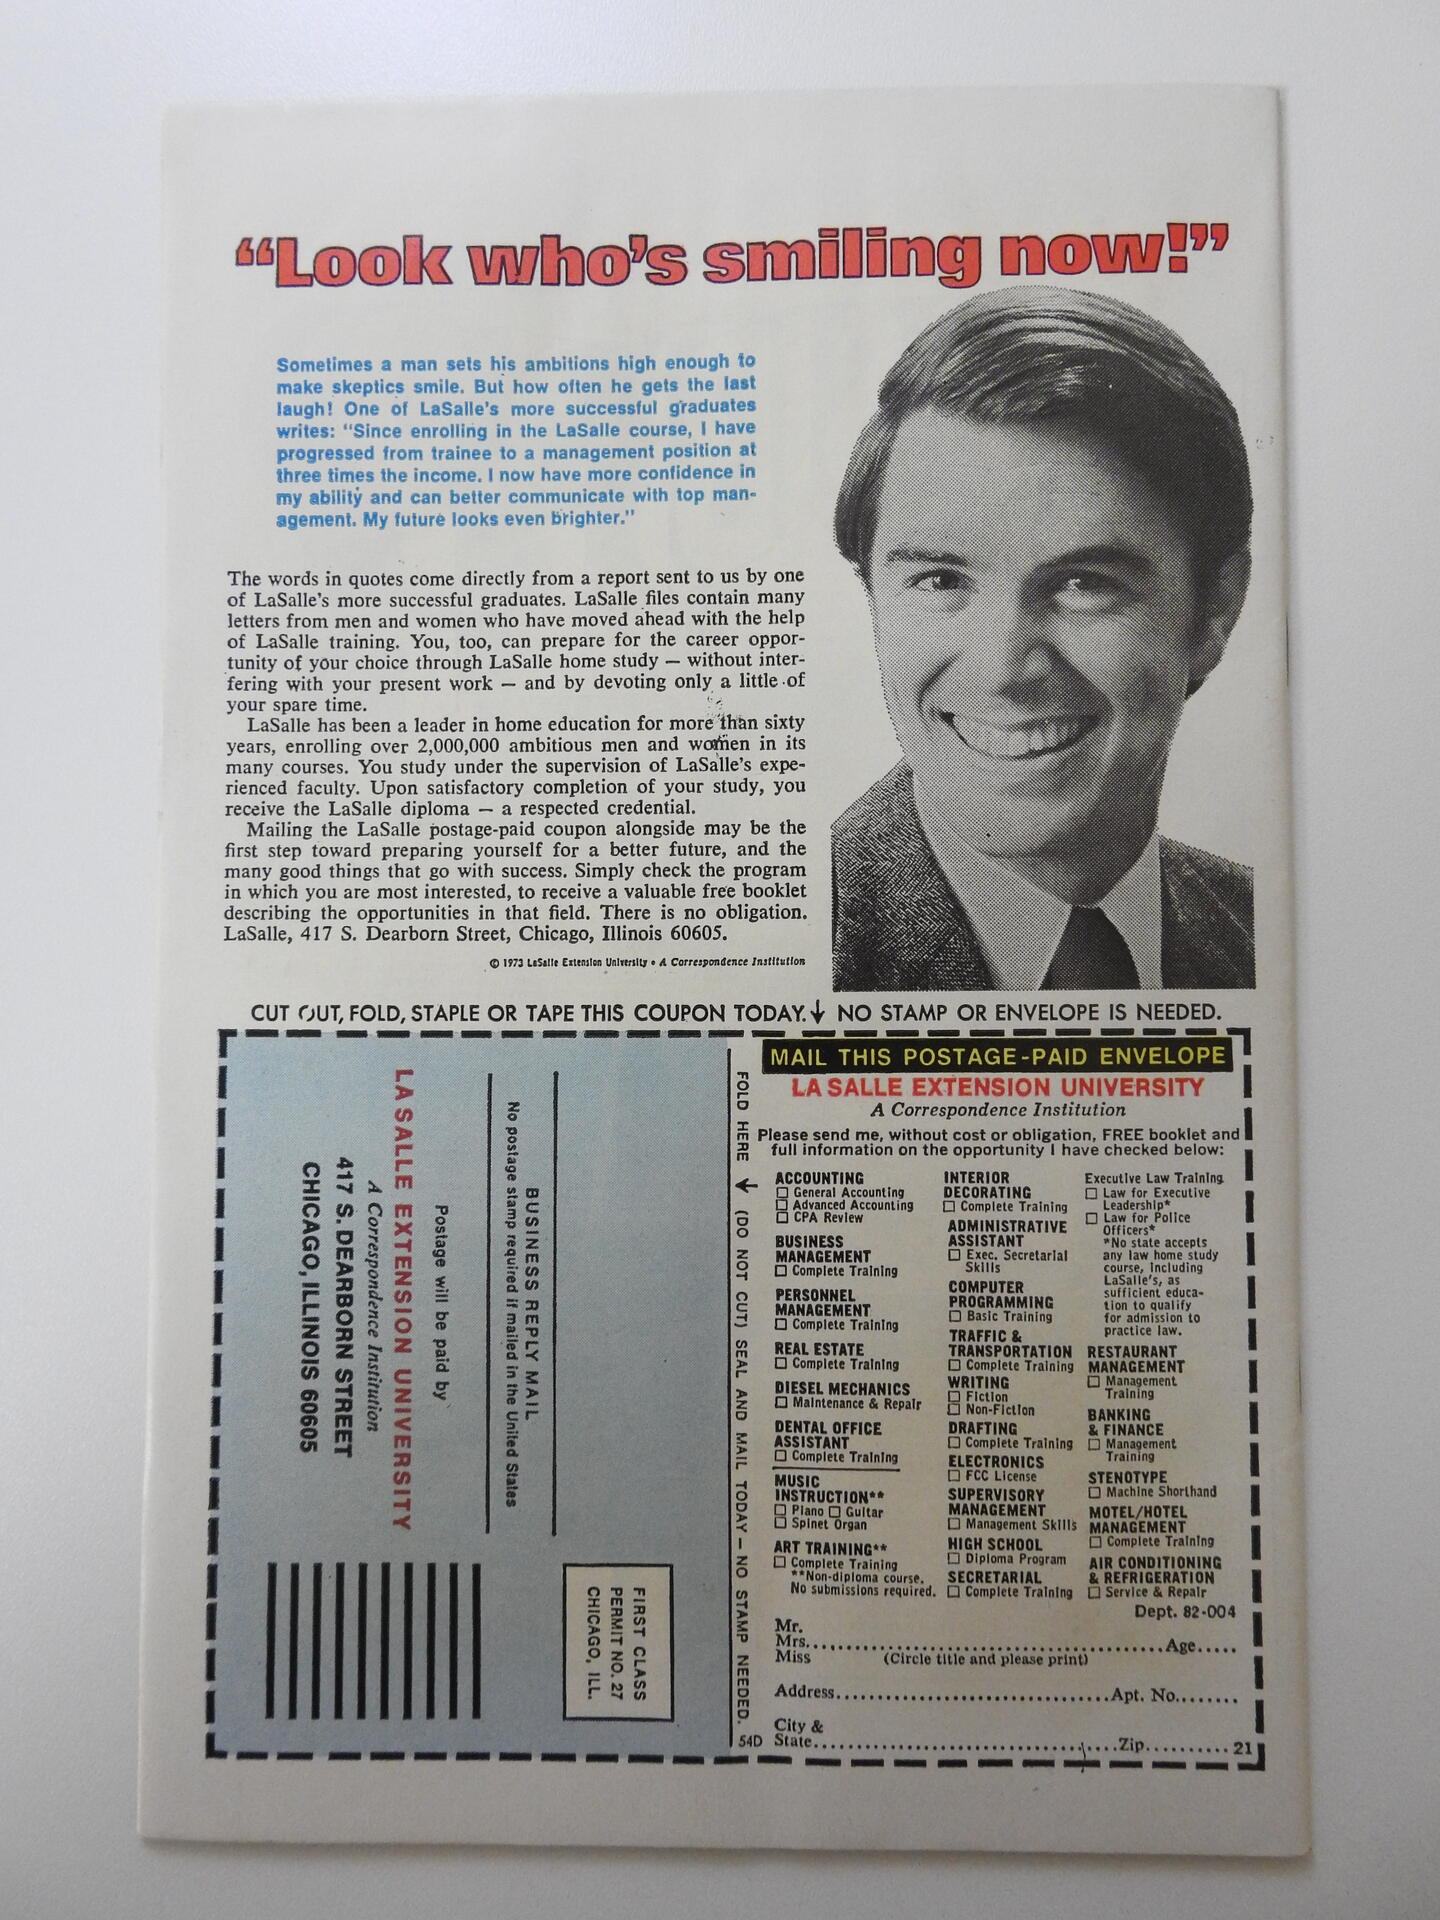 “Look who’s smiling now!”
Sometimes a man sets his ambitions high enough to
make skeptics smile. But how often he gets the last
laugh! One of LaSalle’s more successful graduates
writes: “Since enrolling in the LaSalle course, I have
progressed from trainee to a management position at
three times the income. I now have more confidence in
my ability and can better communicate with top man-
agement. My future looks even brighter.”
The words in quotes come directly from a report sent to us by one
of LaSalle’s more successful graduates. LaSalle files contain many
letters from men and women who have moved ahead with the help
of LaSalle training. You, too, can prepare for the career oppor-
tunity of your choice through LaSalle home study — without inter-
fering with your present work — and by devoting only a little of
your spare time.
LaSalle has been a leader in home education for more than sixty
years, enrolling over 2,000,000 ambitious men and women in its
many courses. You study under the supervision of LaSalle’s expe-
rienced faculty. Upon satisfactory completion of your study, you
receive the LaSalle diploma — a respected credential.
Mailing the LaSalle postage-paid coupon alongside may be the
first step toward preparing yourself for a better future, and the
many good things that go with success. Simply check the program
in which you are most interested, to receive a valuable free booklet
describing the opportunities in that field. There is no obligation.
LaSalle, 417 S. Dearborn Street, Chicago, Illinois 60605.
© 1973 LaSalle Extension University • A Correspondence Institution
CUT OUT, FOLD, STAPLE OR TAPE THIS COUPON TODAY. NO STAMP OR ENVELOPE IS NEEDED.
FIRST CLASS
PERMIT NO. 27
CHICAGO, ILL.
BUSINESS REPLY MAIL
No postage stamp required if mailed in the United States
Postage will be paid by
LA SALLE EXTENSION UNIVERSITY
A Correspondence Institution
417 S. DEARBORN STREET
CHICAGO, ILLINOIS 60605
FOLD HERE (DO NOT CUT) SEAL AND MAIL TODAY — NO STAMP NEEDED.
MAIL THIS POSTAGE-PAID ENVELOPE
LA SALLE EXTENSION UNIVERSITY
A Correspondence Institution
Please send me, without cost or obligation, FREE booklet and
full information on the opportunity I have checked below:
ACCOUNTING
General Accounting
Advanced Accounting
CPA Review
BUSINESS
MANAGEMENT
Complete Training
PERSONNEL
MANAGEMENT
Complete Training
REAL ESTATE
Complete Training
DIESEL MECHANICS
Maintenance & Repair
DENTAL OFFICE
ASSISTANT
Complete Training
MUSIC
INSTRUCTION**
Piano Guitar
Spinet Organ
ART TRAINING**
Complete Training
**Non-diploma course.
No submissions required.
INTERIOR
DECORATING
Complete Training
ADMINISTRATIVE
ASSISTANT
Exec. Secretarial
Skills
COMPUTER
PROGRAMMING
Basic Training
TRAFFIC &
TRANSPORTATION
Complete Training
WRITING
Fiction
Non-Fiction
DRAFTING
Complete Training
ELECTRONICS
FCC License
SUPERVISORY
MANAGEMENT
Management Skills
HIGH SCHOOL
Diploma Program
SECRETARIAL
Complete Training
Executive Law Training
Law for Executive
Leadership*
Law for Police
Officers*
*No state accepts
any law home study
course, including
LaSalle’s, as
sufficient educa-
tion to qualify
for admission to
practice law.
RESTAURANT
MANAGEMENT
Management
Training
BANKING
& FINANCE
Management
Training
STENOTYPE
Machine Shorthand
MOTEL/HOTEL
MANAGEMENT
Complete Training
AIR CONDITIONING
& REFRIGERATION
Service & Repair
Dept. 82-004
Mr.
Mrs. Age
Miss (Circle title and please print)
Address Apt. No.
City &
54D State Zip 21